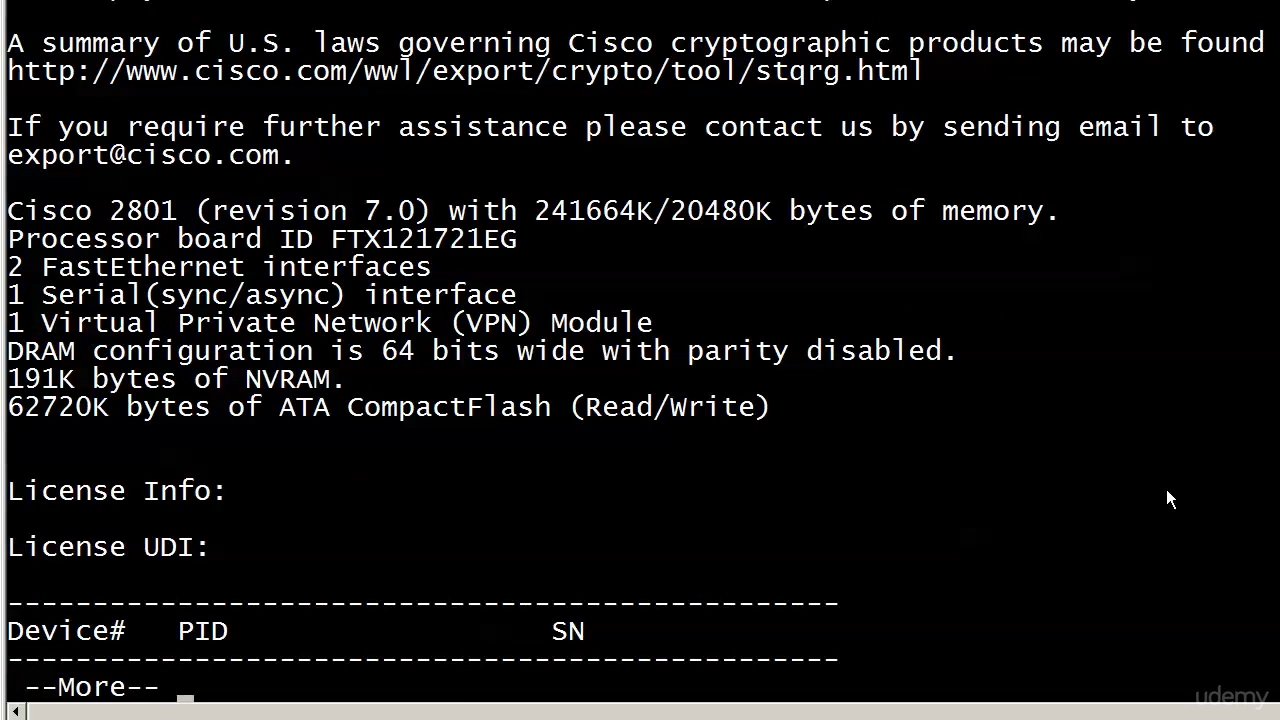 A summary of U.S. laws governing Cisco cryptographic products may be found
http://www.cisco.com/wwl/export/crypto/tool/stqrg.html
If you require further assistance please contact us by sending email to
export@cisco.com.
Cisco 2801 (revision 7.0) with 241664K/20480K bytes of memory.
Processor board ID FTX121721EG
2 FastEthernet interfaces
1 Serial(sync/async) interface
1 Virtual Private Network (VPN) Module
DRAM configuration is 64 bits wide with parity disabled.
191K bytes of NVRAM.
62720K bytes of ATA CompactFlash (Read/Write)
License Info:
License UDI:
-------------------------------------------------
Device#   PID                   SN
-------------------------------------------------
 --More--
udemy